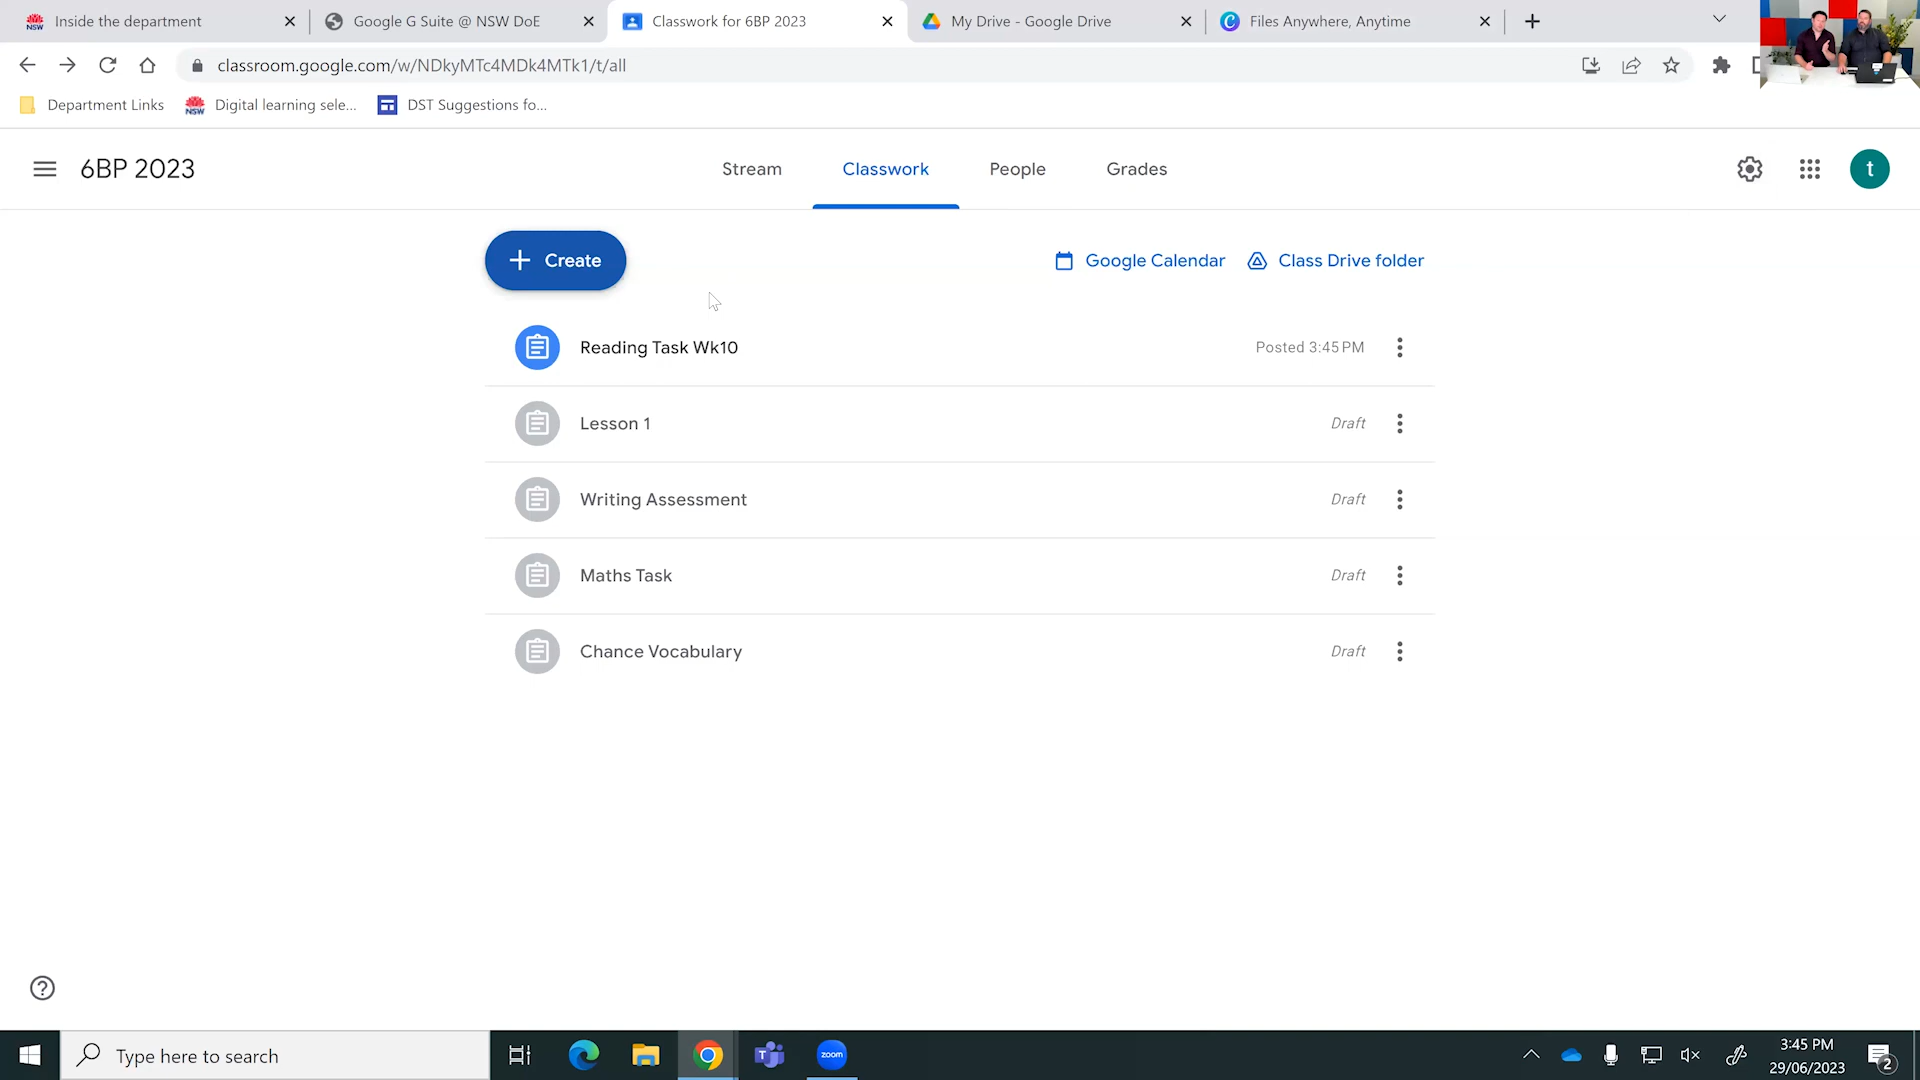 Inside the department
Google G Suite @ NSW DoE
Classwork for 6BP 2023
My Drive - Google Drive
Files Anywhere, Anytime
classroom.google.com/w/NDkyMTc4MDk4MTk1/t/all
Department Links
NSW
Digital learning sele...
DST Suggestions fo...
6BP 2023
Stream
Classwork
People
Grades
t
Create
Google Calendar
Class Drive folder
Reading Task Wk10
Posted 3:45 PM
Lesson 1
Draft
Writing Assessment
Draft
Maths Task
Draft
Chance Vocabulary
Draft
Type here to search
zoom
3:45 PM
29/06/2023
2